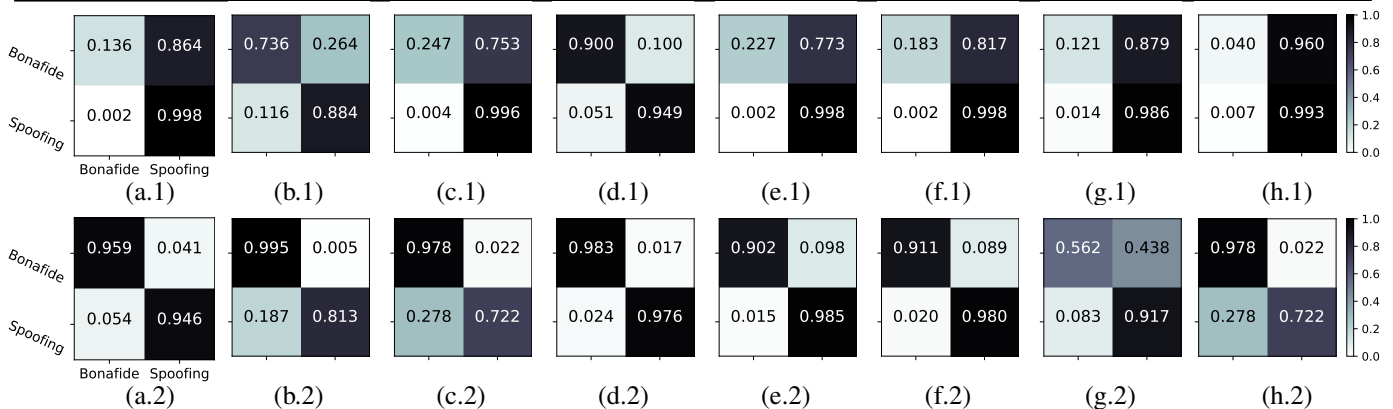 0.136 0.864 0.736 0.264 0.247 0.753 0.900 0.100 0.227 0.773 0.183 0.817 0.121 0.879 0.040 0.960 1.0
Bonafide 0.8
0.6
0.002 0.998 0.116 0.884 0.004 0.996 0.051 0.949 0.002 0.998 0.002 0.998 0.014 0.986 0.007 0.993 0.4
Spoofing 0.2
0.0
Bonafide Spoofing
(a.1) (b.1) (c.1) (d.1) (e.1) (f.1) (g.1) (h.1)
0.959 0.041 0.995 0.005 0.978 0.022 0.983 0.017 0.902 0.098 0.911 0.089 0.562 0.438 0.978 0.022 1.0
Bonafide 0.8
0.6
0.054 0.946 0.187 0.813 0.278 0.722 0.024 0.976 0.015 0.985 0.020 0.980 0.083 0.917 0.278 0.722 0.4
Spoofing 0.2
0.0
Bonafide Spoofing
(a.2) (b.2) (c.2) (d.2) (e.2) (f.2) (g.2) (h.2)